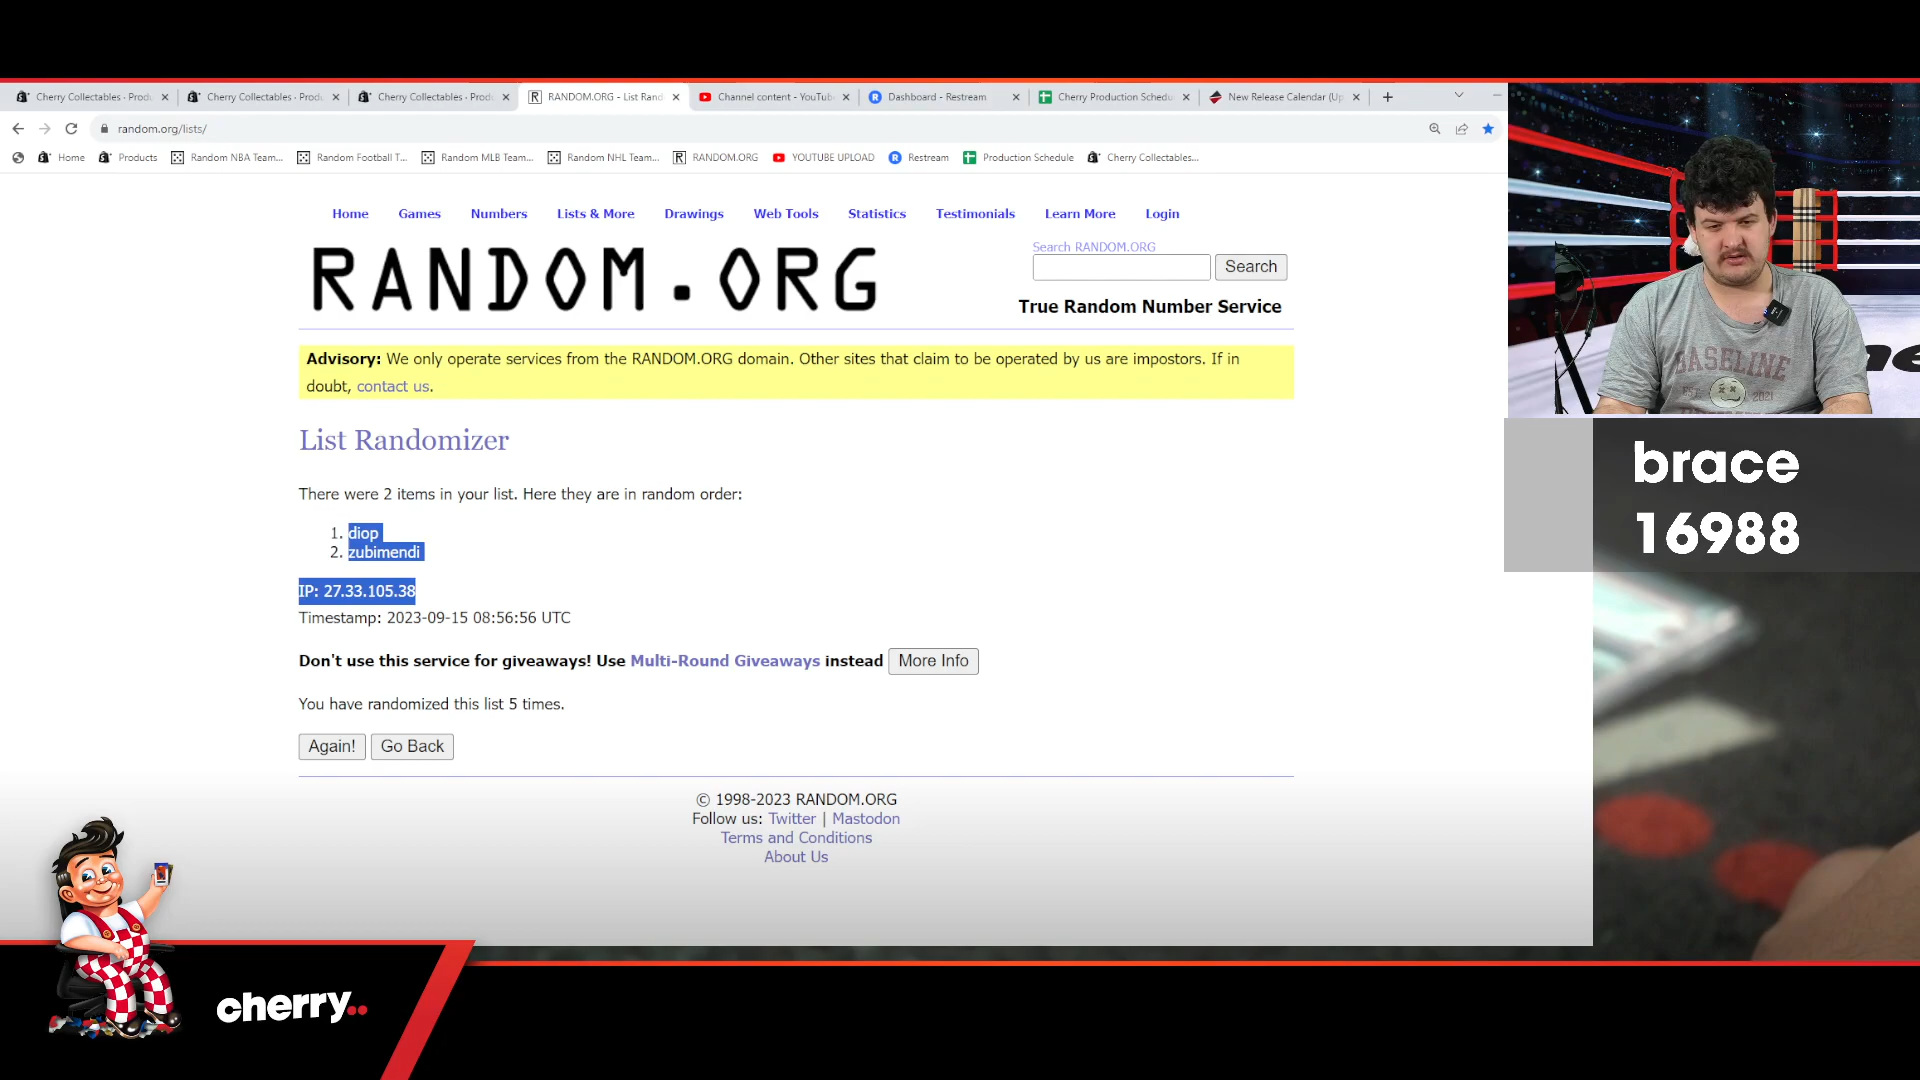 Cherry Collectables - Produ
Cherry Collectables - Produ
Cherry Collectables - Produ
RANDOM.ORG - List Rand
Channel content - YouTub
Dashboard - Restream
Cherry Production Schedu
New Release Calendar (Up
random.org/lists/
Home
Products
Random NBA Team...
Random Football T...
Random MLB Team...
Random NHL Team...
RANDOM.ORG
YOUTUBE UPLOAD
Restream
Production Schedule
Cherry Collectables...
Home Games Numbers Lists & More Drawings Web Tools Statistics Testimonials Learn More Login
RANDOM.ORG
Search RANDOM.ORG
Search
True Random Number Service
Advisory: We only operate services from the RANDOM.ORG domain. Other sites that claim to be operated by us are impostors. If in
doubt, contact us.
List Randomizer
There were 2 items in your list. Here they are in random order:
1. diop
2. zubimendi
IP: 27.33.105.38
Timestamp: 2023-09-15 08:56:56 UTC
Don't use this service for giveaways! Use Multi-Round Giveaways instead More Info
You have randomized this list 5 times.
Again! Go Back
© 1998-2023 RANDOM.ORG
Follow us: Twitter | Mastodon
Terms and Conditions
About Us
BASELINE
EST. 2021
brace
16988
cherry..